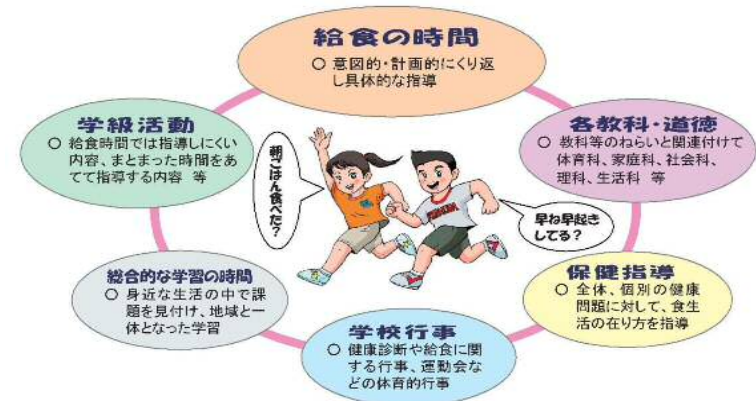 給食の時間
○ 意図的・計画的にくり返
し具体的な指導
学級活動
○ 給食時間では指導しにくい
内容、まとまった時間をあ
てて指導する内容 等
各教科・道徳
○ 教科等のねらいと関連付けて
体育科、家庭科、社会科、
理科、生活科 等
朝ごはん食べた?
早ね早起き
してる?
総合的な学習の時間
○ 身近な生活の中で課
題を見付け、地域と一
体となった学習
保健指導
○ 全体、個別の健康
問題に対して、食生
活の在り方を指導
学校行事
○ 健康診断や給食に関
する行事、運動会な
どの体育的行事